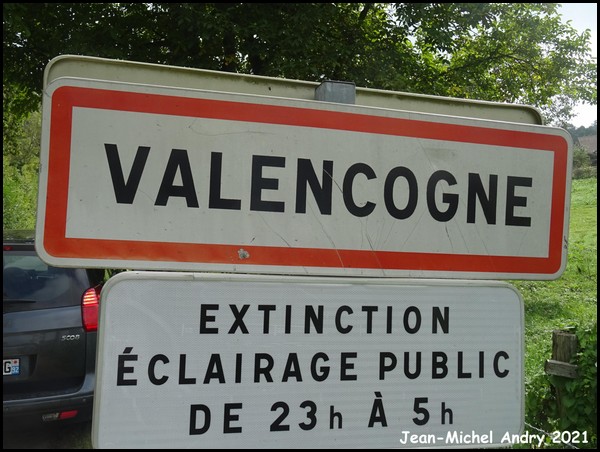 VALENCOGNE
EXTINCTION
ÉCLAIRAGE PUBLIC
DE 23h À 5h
Jean-Michel Andry 2021